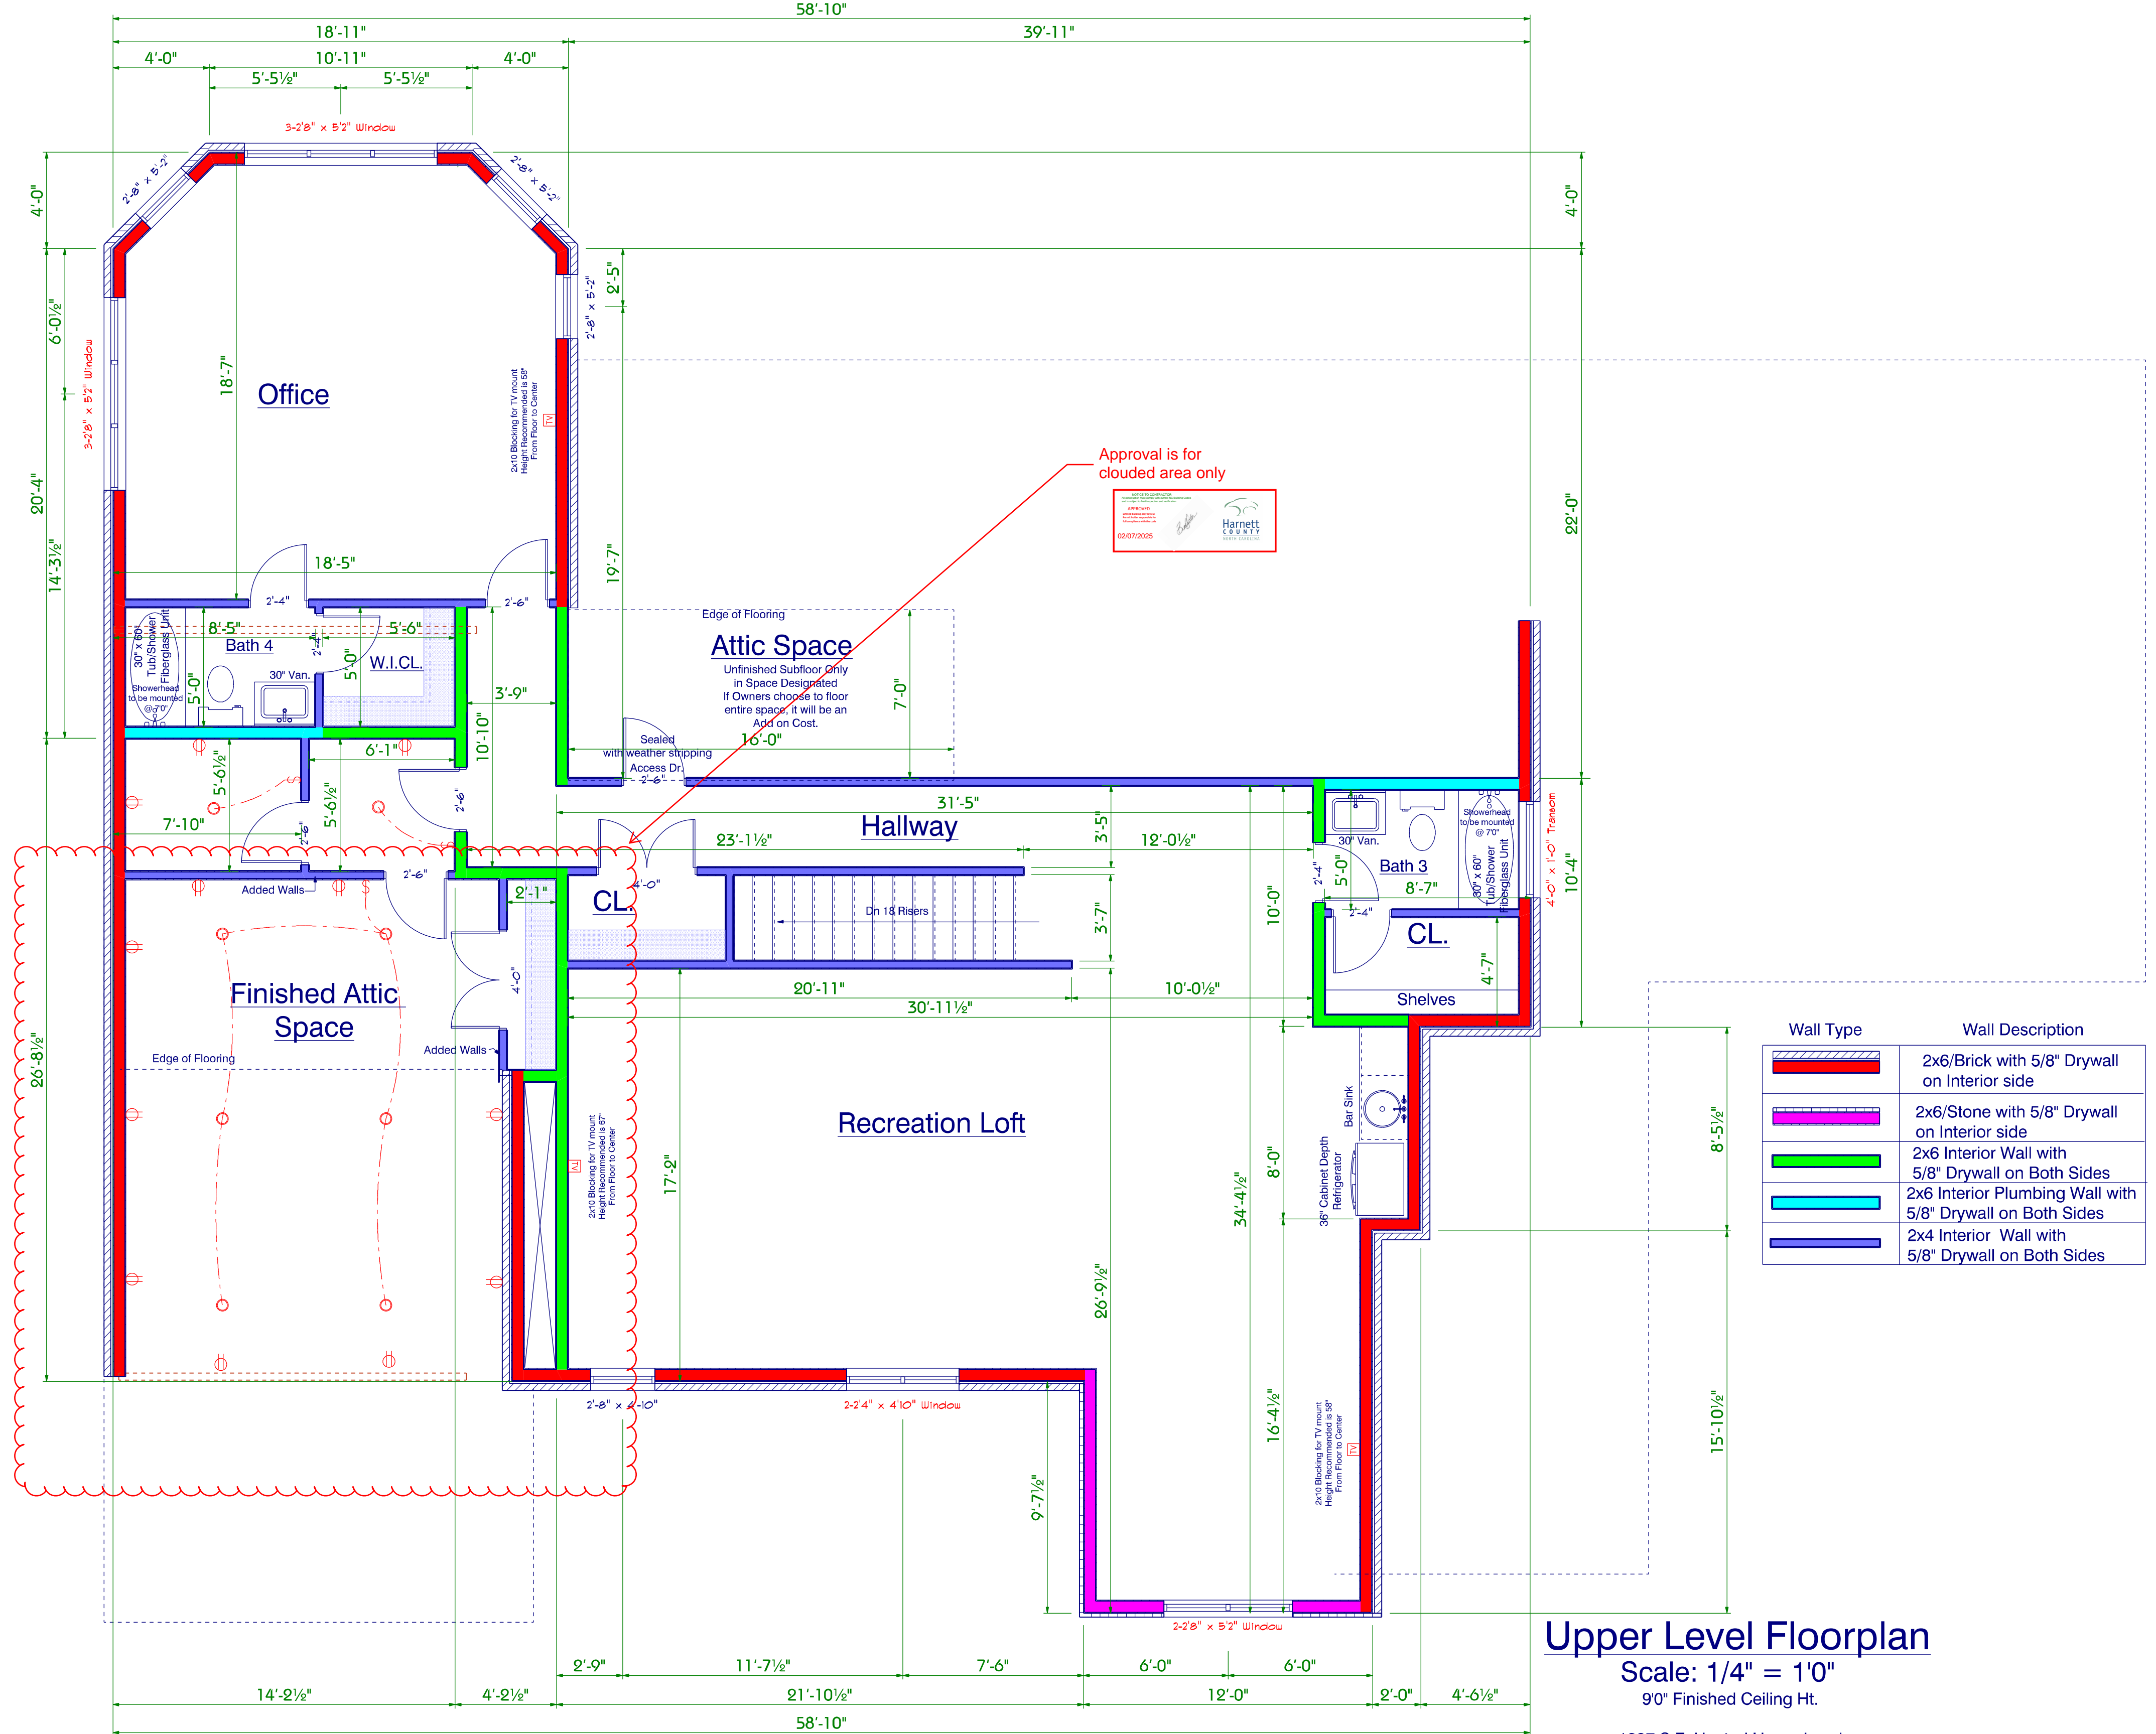 58'-10"
18'-11"
39'-11"
4'-0"
10'-11"
4'-0"
5'-5½"
5'-5½"
3-2'8" x 5'2" Window
2'-8" x 5'-2"
2'-8" x 5'-2"
4'-0"
4'-0"
6'-0½"
20'-4"
14'-3½"
3-2'8" x 5'2" Window
18'-7"
Office
2x10 Blocking for TV mount
Height Recommended is 58"
From Floor to Center
TV
2'-5"
2'-8" x 5'-2"
19'-7"
22'-0"
Approval is for
clouded area only
NOTICE TO CONTRACTOR
APPROVED
02/07/2025
Harnett
COUNTY
NORTH CAROLINA
18'-5"
2'-4"
2'-6"
30" x 60"
Tub/Shower
Fiberglass Unit
Showerhead
to be mounted
@ 7'0"
8'-5"
Bath 4
5'-0"
30" Van.
2'-4"
5'-6"
5'-0"
W.I.CL.
3'-9"
10'-10"
Edge of Flooring
Attic Space
Unfinished Subfloor Only
in Space Designated
If Owners choose to floor
entire space, it will be an
Add on Cost.
7'-0"
16'-0"
Sealed
with weather stripping
Access Dr.
2'-6"
5'-6½"
6'-1"
5'-6½"
7'-10"
2'-6"
2'-6"
2'-6"
Added Walls
31'-5"
Hallway
23'-1½"
12'-0½"
3'-5"
2'-1"
CL.
4'-0"
Dn 18 Risers
3'-7"
10'-0"
30" Van.
Bath 3
2'-4"
5'-0"
8'-7"
2'-4"
Showerhead
to be mounted
@ 7'0"
30" x 60"
Tub/Shower
Fiberglass Unit
4'-0" x 1'-0" Transom
10'-4"
CL.
4'-7"
Shelves
20'-11"
10'-0½"
30'-11½"
Finished Attic
Space
4'-0"
Edge of Flooring
Added Walls
26'-8½"
2x10 Blocking for TV mount
Height Recommended is 67"
From Floor to Center
TV
17'-2"
Recreation Loft
Bar Sink
36" Cabinet Depth
Refrigerator
8'-0"
34'-4½"
26'-9½"
16'-4½"
8'-5½"
15'-10½"
Wall Type
Wall Description
2x6/Brick with 5/8" Drywall
on Interior side
2x6/Stone with 5/8" Drywall
on Interior side
2x6 Interior Wall with
5/8" Drywall on Both Sides
2x6 Interior Plumbing Wall with
5/8" Drywall on Both Sides
2x4 Interior Wall with
5/8" Drywall on Both Sides
2'-8" x 4'-10"
2-2'4" x 4'10" Window
9'-7½"
2x10 Blocking for TV mount
Height Recommended is 58"
From Floor to Center
TV
2-2'8" x 5'2" Window
2'-9"
11'-7½"
7'-6"
6'-0"
6'-0"
14'-2½"
4'-2½"
21'-10½"
12'-0"
2'-0"
4'-6½"
58'-10"
Upper Level Floorplan
Scale: 1/4" = 1'0"
9'0" Finished Ceiling Ht.